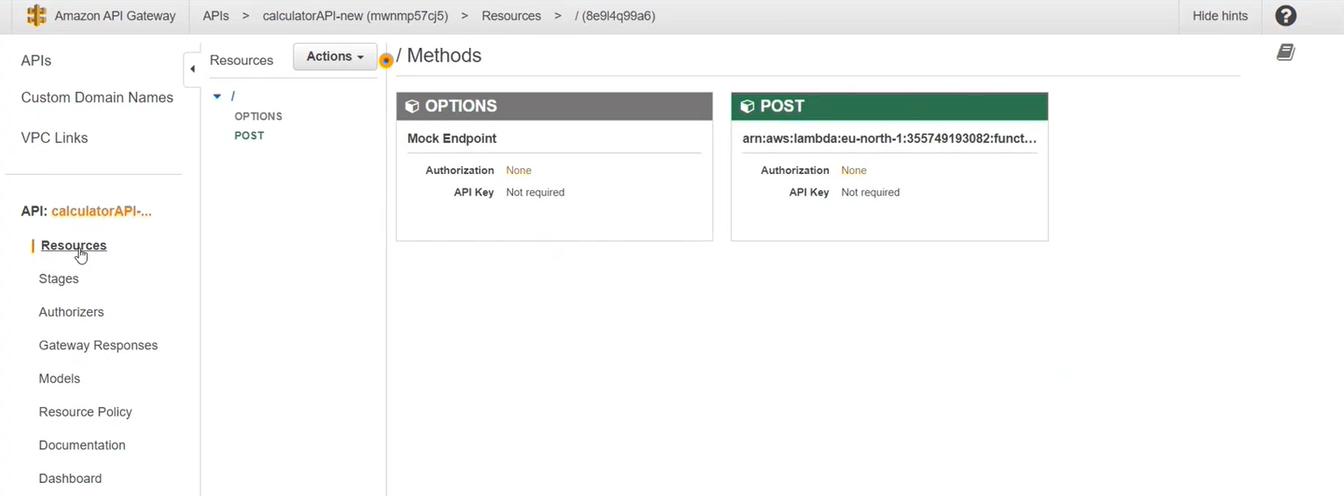 Amazon API Gateway APIs > calculatorAPI-new (mwnmp57cj5) > Resources > / (8e9l4q99a6) Hide hints ?
APIs
Custom Domain Names
VPC Links
API: calculatorAPI-...
Resources
Stages
Authorizers
Gateway Responses
Models
Resource Policy
Documentation
Dashboard
Resources Actions
/
OPTIONS
POST
/ Methods
OPTIONS
Mock Endpoint
Authorization None
API Key Not required
POST
arn:aws:lambda:eu-north-1:355749193082:funct...
Authorization None
API Key Not required